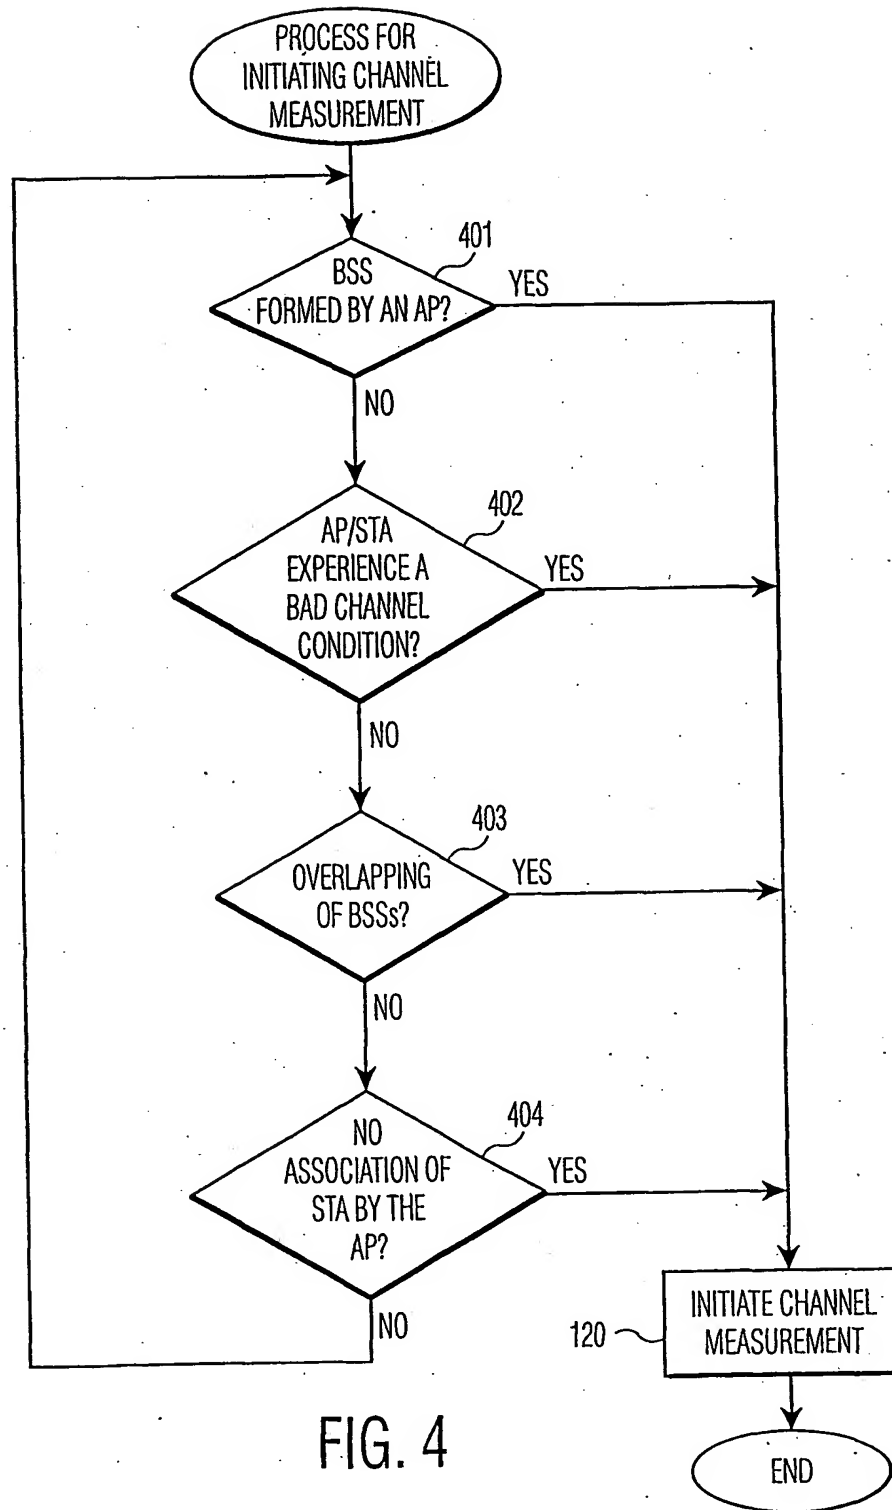 PROCESS FOR
INITIATING CHANNEL
MEASUREMENT
401
BSS
FORMED BY AN AP?
YES
NO
402
AP/STA
EXPERIENCE A
BAD CHANNEL
CONDITION?
YES
NO
403
OVERLAPPING
OF BSSs?
YES
NO
404
NO
ASSOCIATION OF
STA BY THE
AP?
YES
NO
120
INITIATE CHANNEL
MEASUREMENT
END
FIG. 4